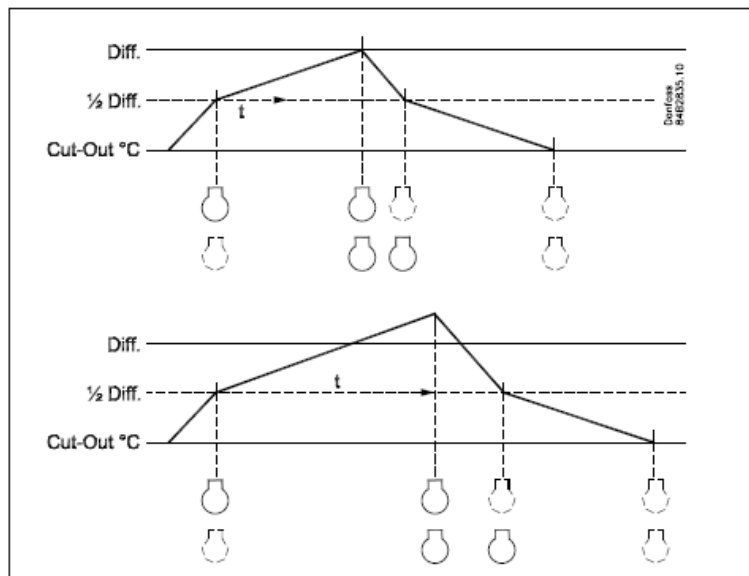 Diff.
½ Diff.
t
Cut-Out °C
Danfoss
84B2835.10
Diff.
½ Diff.
t
Cut-Out °C